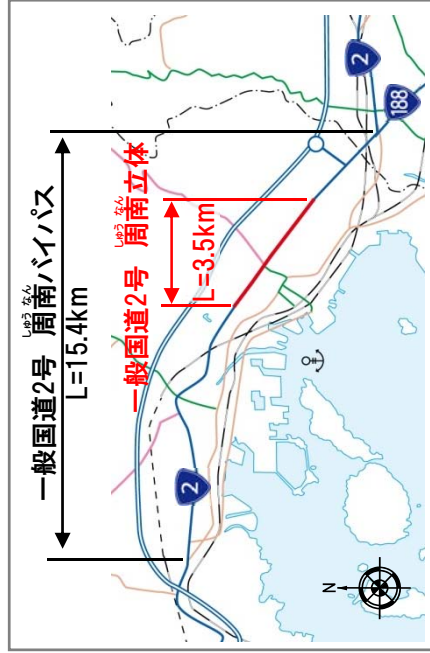 一般国道2号 周南バイパス
しゅう なん
L=15.4km
一般国道2号 周南立体
しゅう なん
L=3.5km
2
188
2
N